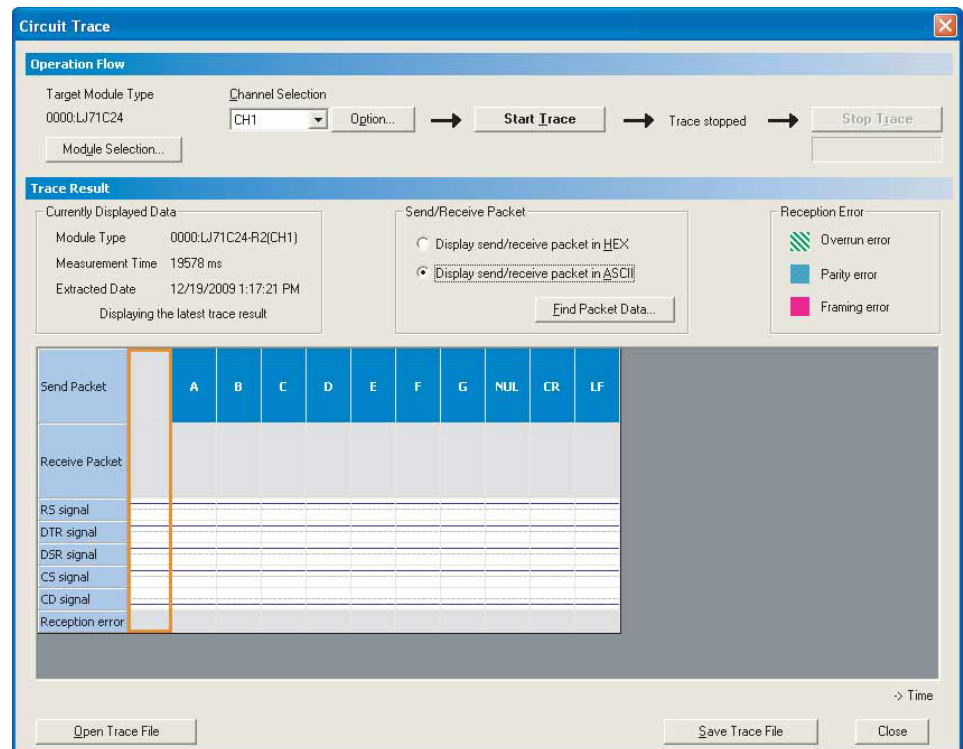 Circuit Trace
Operation Flow
Target Module Type
0000:LJ71C24
Module Selection...
Channel Selection
CH1
Option...
Start Trace
Trace stopped
Stop Trace
Trace Result
Currently Displayed Data
Module Type 0000:LJ71C24-R2(CH1)
Measurement Time 19578 ms
Extracted Date 12/19/2009 1:17:21 PM
Displaying the latest trace result
Send/Receive Packet
Display send/receive packet in HEX
Display send/receive packet in ASCII
Find Packet Data...
Reception Error
Overrun error
Parity error
Framing error
Send Packet A B C D E F G NUL CR LF
Receive Packet
RS signal
DTR signal
DSR signal
CS signal
CD signal
Reception error
-> Time
Open Trace File
Save Trace File
Close